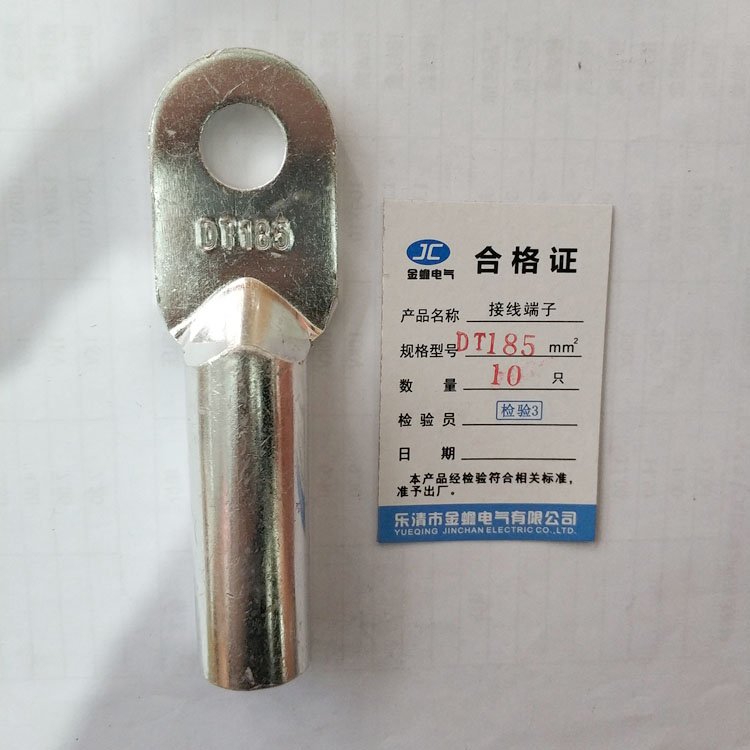 DT185
JC
金蟾电气
合格证
产品名称 接线端子
规格型号 DT185 mm²
数 量 10 只
检 验 员 检验3
日 期
本产品经检验符合相关标准，
准予出厂。
乐清市金蟾电气有限公司
YUEQING JINCHAN ELECTRIC CO.,LTD.